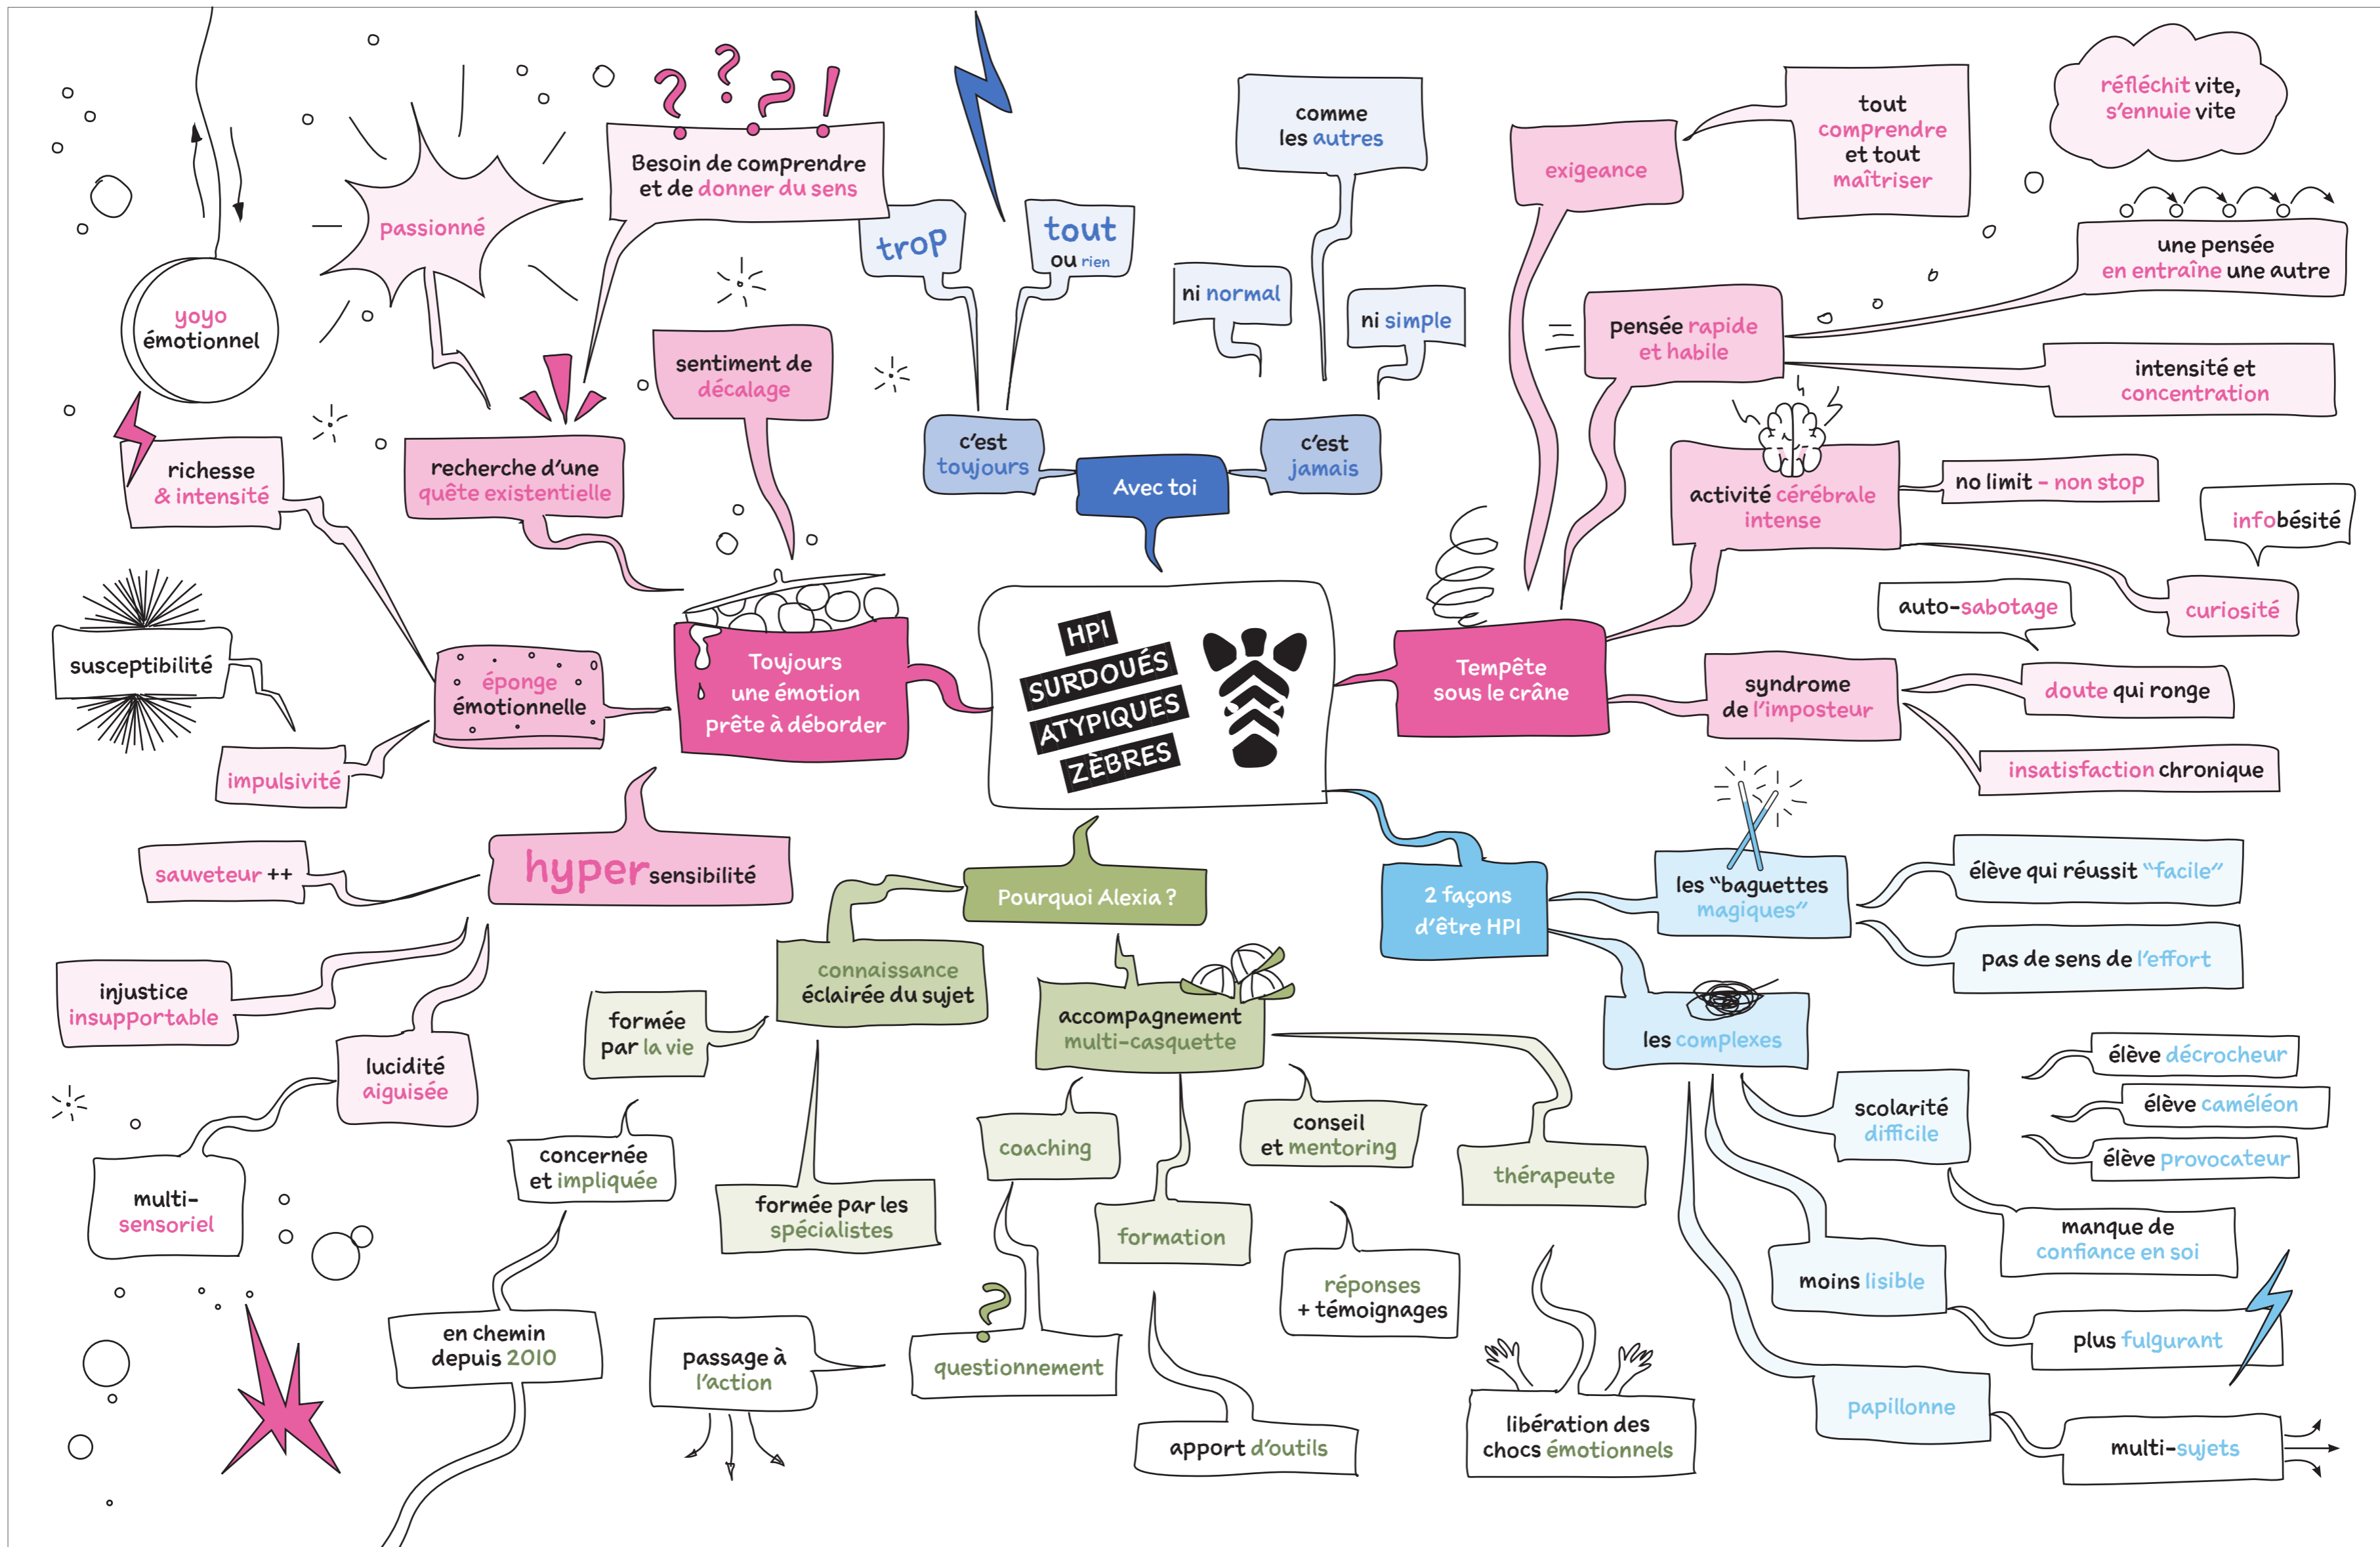 HPI
SURDOUÉS
ATYPIQUES
ZÈBRES
Avec toi
c'est
toujours
trop
tout
ou rien
c'est
jamais
ni normal
comme
les autres
ni simple
Tempête
sous le crâne
exigeance
tout
comprendre
et tout
maîtriser
pensée rapide
et habile
réfléchit vite,
s'ennuie vite
une pensée
en entraîne une autre
intensité et
concentration
activité cérébrale
intense
no limit - non stop
infobésité
curiosité
syndrome
de l'imposteur
auto-sabotage
doute qui ronge
insatisfaction chronique
2 façons
d'être HPI
les "baguettes
magiques"
élève qui réussit "facile"
pas de sens de l'effort
les complexes
scolarité
difficile
élève décrocheur
élève caméléon
élève provocateur
manque de
confiance en soi
moins lisible
plus fulgurant
papillonne
multi-sujets
Pourquoi Alexia ?
connaissance
éclairée du sujet
formée
par la vie
concernée
et impliquée
en chemin
depuis 2010
formée par les
spécialistes
accompagnement
multi-casquette
coaching
questionnement
passage à
l'action
formation
apport d'outils
conseil
et mentoring
réponses
+ témoignages
thérapeute
libération des
chocs émotionnels
Toujours
une émotion
prête à déborder
sentiment de
décalage
recherche d'une
quête existentielle
Besoin de comprendre
et de donner du sens
passionné
éponge
émotionnelle
richesse
& intensité
yoyo
émotionnel
susceptibilité
impulsivité
hypersensibilité
sauveteur ++
injustice
insupportable
lucidité
aiguisée
multi-
sensoriel